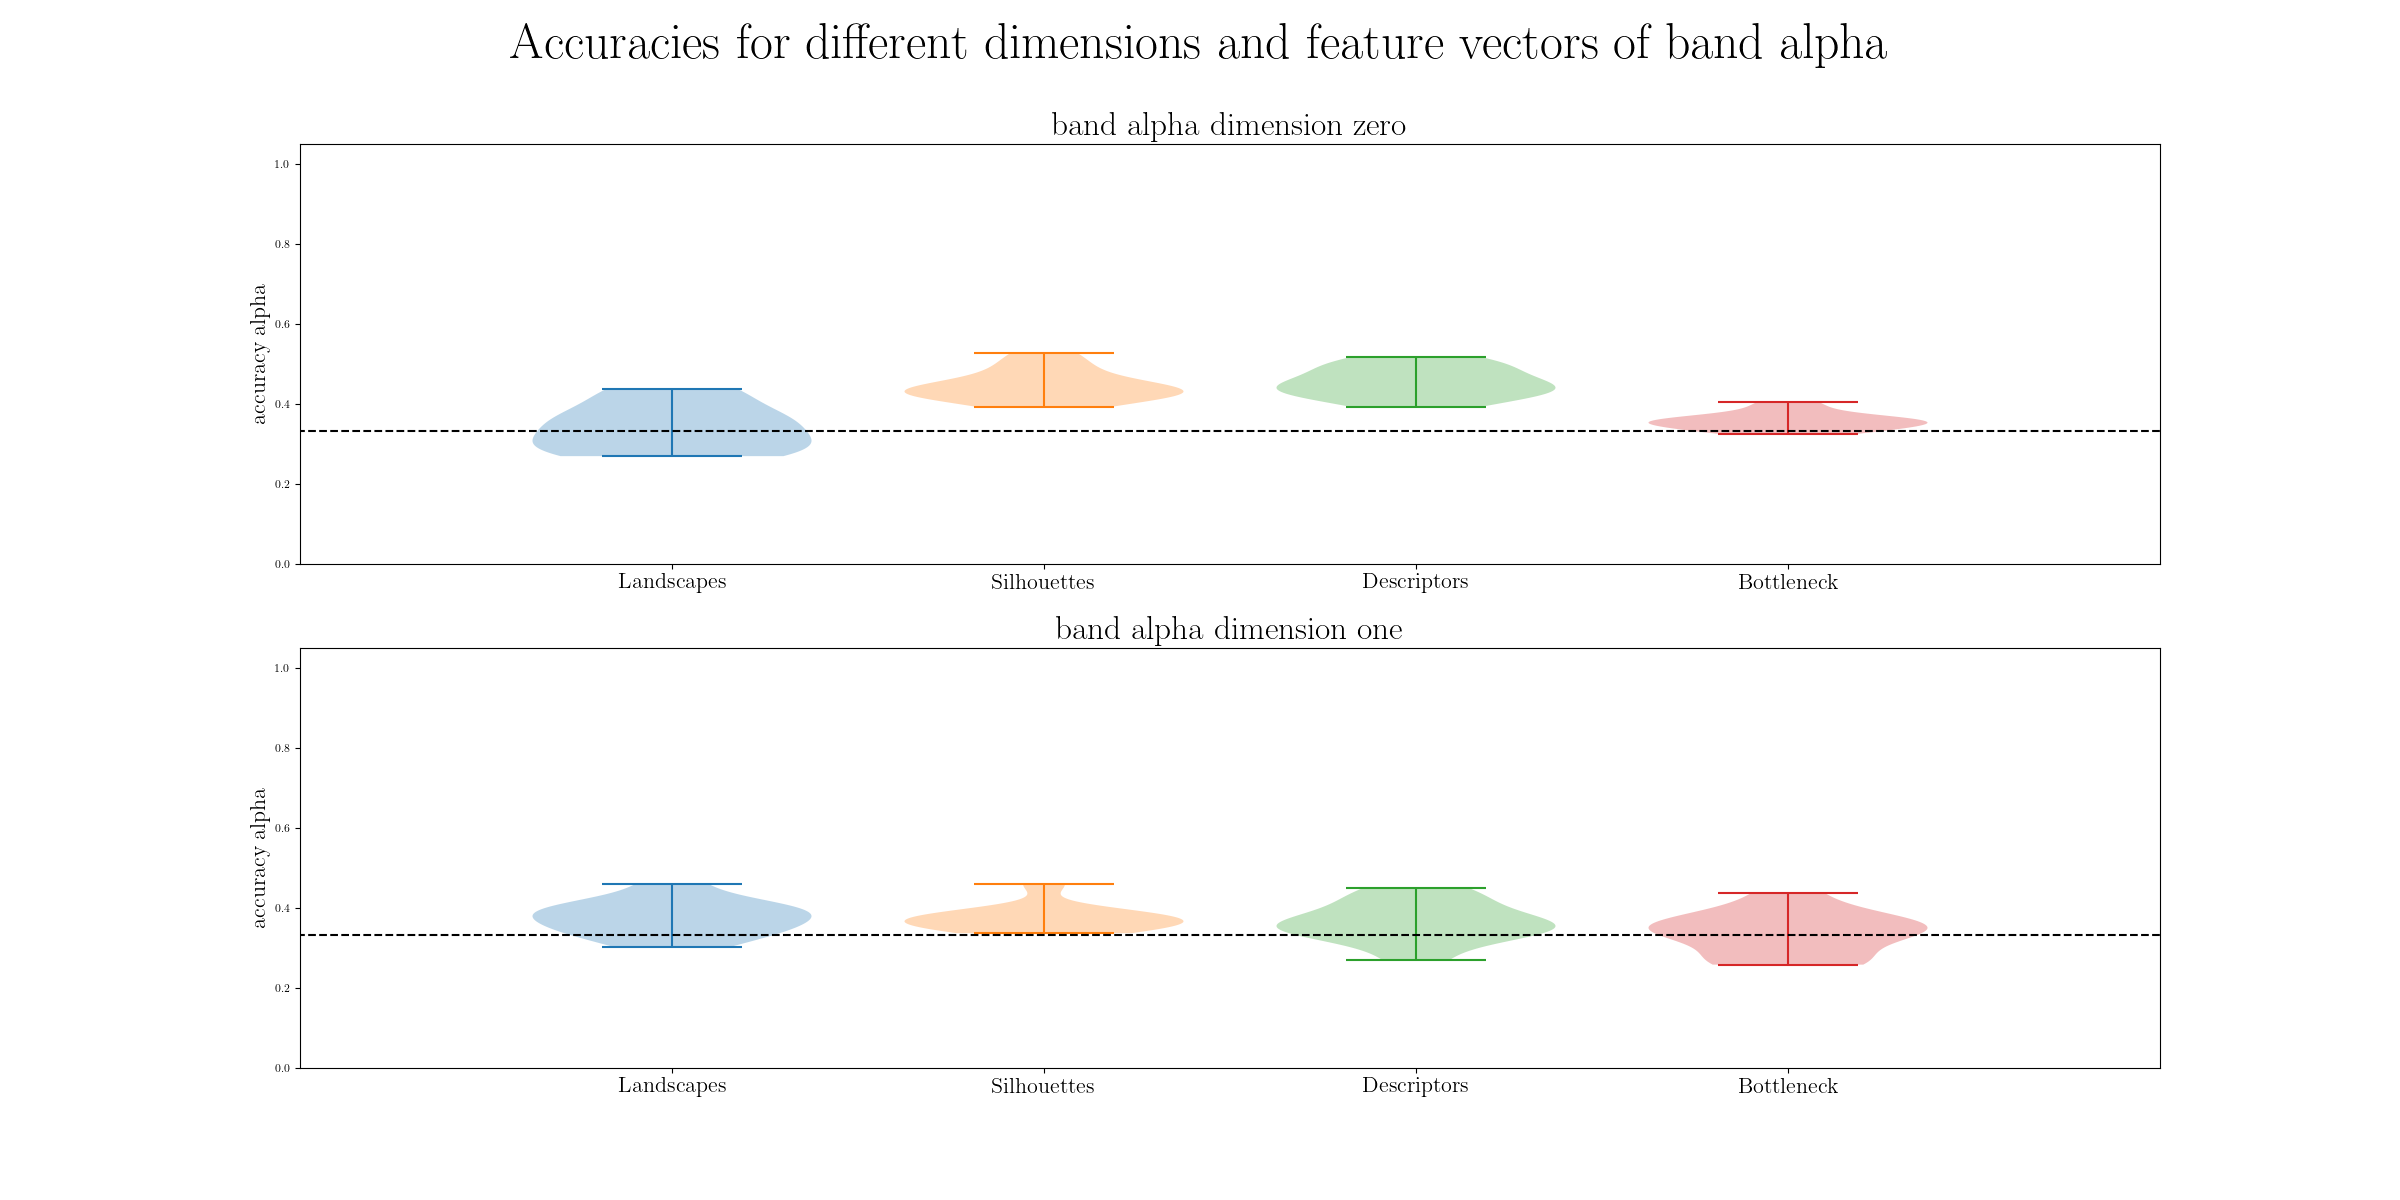 Accuracies for different dimensions and feature vectors of band alpha
band alpha dimension zero
1.0
0.8
0.6
0.4
0.2
0.0
accuracy alpha
Landscapes Silhouettes Descriptors Bottleneck
band alpha dimension one
1.0
0.8
0.6
0.4
0.2
0.0
accuracy alpha
Landscapes Silhouettes Descriptors Bottleneck